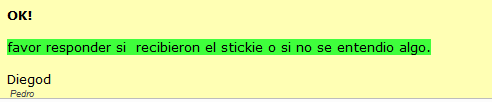 OK!
favor responder si  recibieron el stickie o si no se entendio algo.
Diegod
Pedro